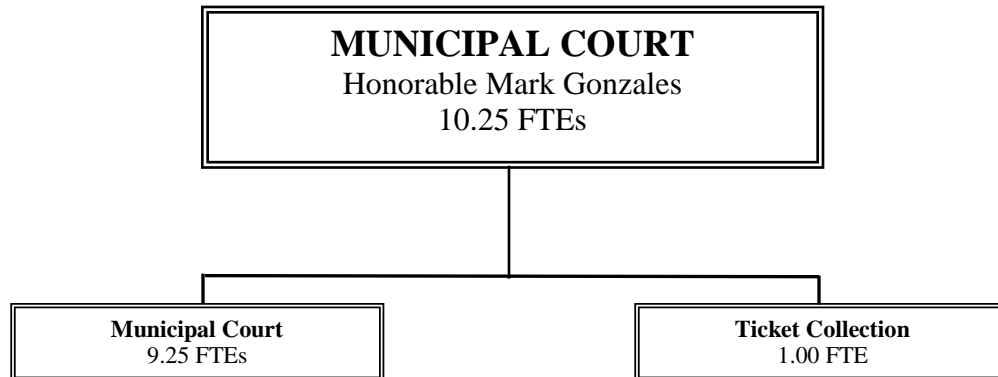 MUNICIPAL COURT
Honorable Mark Gonzales
10.25 FTEs
Municipal Court
9.25 FTEs
Ticket Collection
1.00 FTE